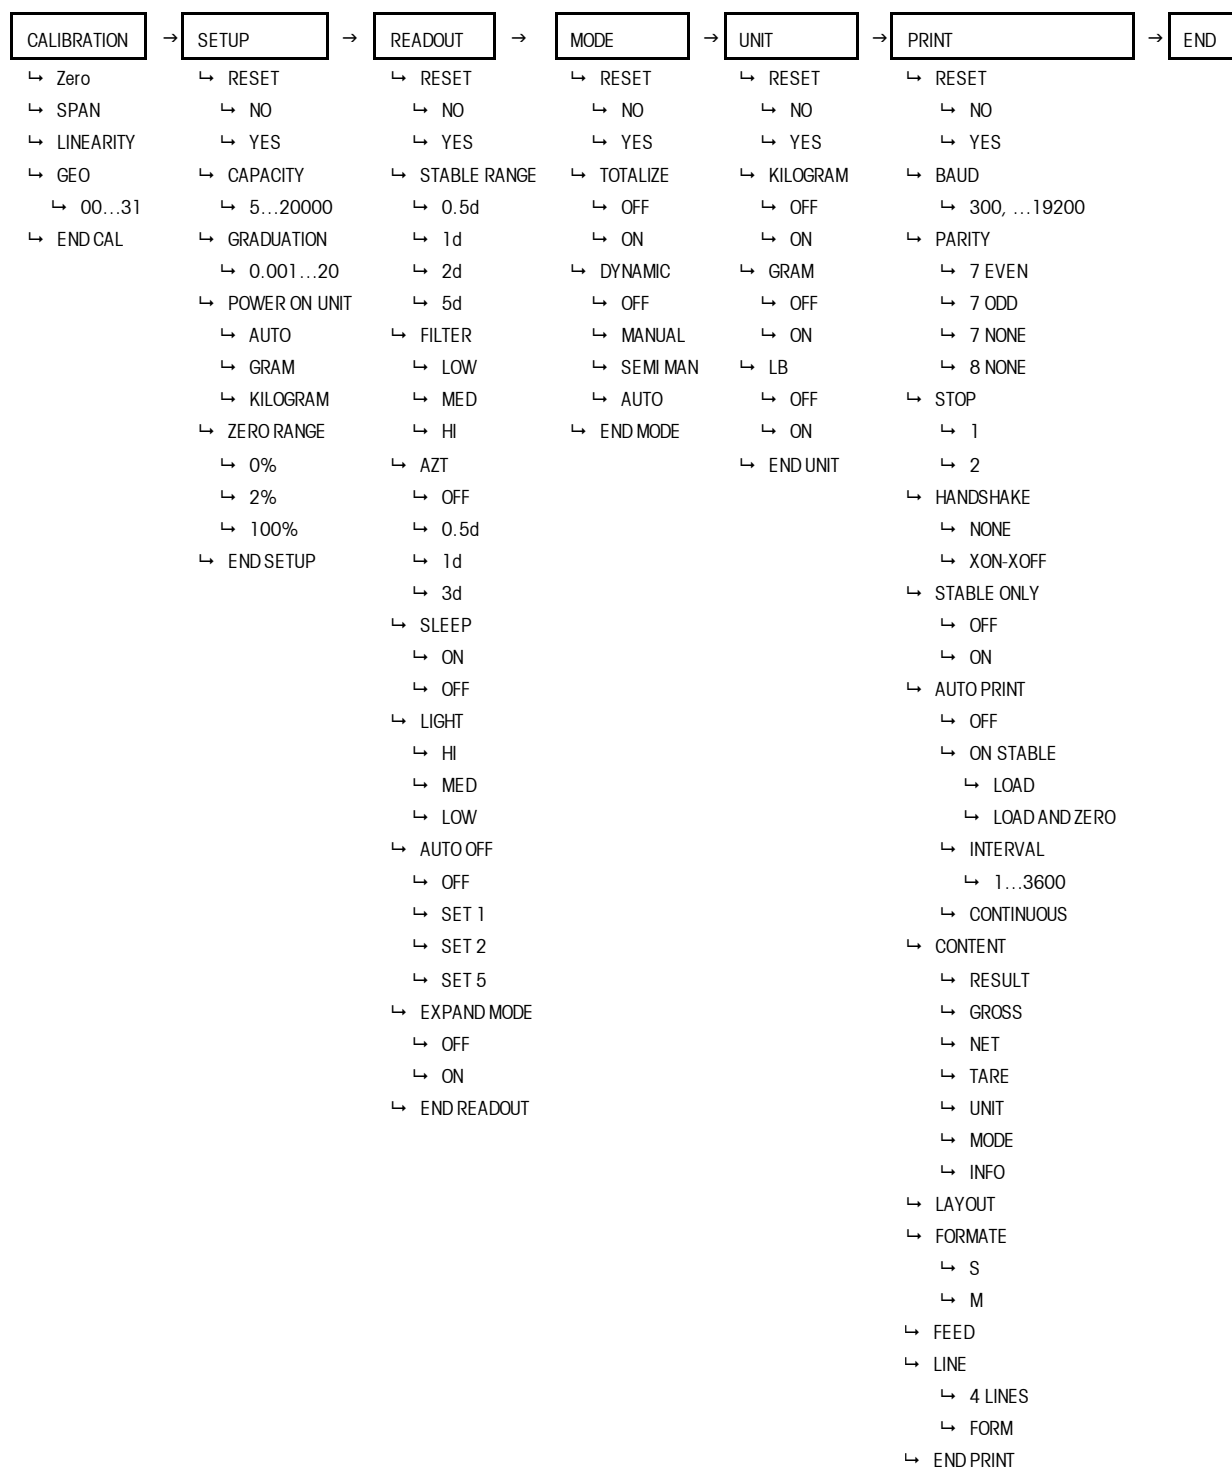 CALIBRATION → SETUP → READOUT → MODE → UNIT → PRINT → END
↳ Zero
↳ SPAN
↳ LINEARITY
↳ GEO
↳ 00...31
↳ END CAL
↳ RESET
↳ NO
↳ YES
↳ CAPACITY
↳ 5...20000
↳ GRADUATION
↳ 0.001...20
↳ POWER ON UNIT
↳ AUTO
↳ GRAM
↳ KILOGRAM
↳ ZERO RANGE
↳ 0%
↳ 2%
↳ 100%
↳ END SETUP
↳ RESET
↳ NO
↳ YES
↳ STABLE RANGE
↳ 0.5d
↳ 1d
↳ 2d
↳ 5d
↳ FILTER
↳ LOW
↳ MED
↳ HI
↳ AZT
↳ OFF
↳ 0.5d
↳ 1d
↳ 3d
↳ SLEEP
↳ ON
↳ OFF
↳ LIGHT
↳ HI
↳ MED
↳ LOW
↳ AUTO OFF
↳ OFF
↳ SET 1
↳ SET 2
↳ SET 5
↳ EXPAND MODE
↳ OFF
↳ ON
↳ END READOUT
↳ RESET
↳ NO
↳ YES
↳ TOTALIZE
↳ OFF
↳ ON
↳ DYNAMIC
↳ OFF
↳ MANUAL
↳ SEMI MAN
↳ AUTO
↳ END MODE
↳ RESET
↳ NO
↳ YES
↳ KILOGRAM
↳ OFF
↳ ON
↳ GRAM
↳ OFF
↳ ON
↳ LB
↳ OFF
↳ ON
↳ END UNIT
↳ RESET
↳ NO
↳ YES
↳ BAUD
↳ 300, ...19200
↳ PARITY
↳ 7 EVEN
↳ 7 ODD
↳ 7 NONE
↳ 8 NONE
↳ STOP
↳ 1
↳ 2
↳ HANDSHAKE
↳ NONE
↳ XON-XOFF
↳ STABLE ONLY
↳ OFF
↳ ON
↳ AUTO PRINT
↳ OFF
↳ ON STABLE
↳ LOAD
↳ LOAD AND ZERO
↳ INTERVAL
↳ 1...3600
↳ CONTINUOUS
↳ CONTENT
↳ RESULT
↳ GROSS
↳ NET
↳ TARE
↳ UNIT
↳ MODE
↳ INFO
↳ LAYOUT
↳ FORMATE
↳ S
↳ M
↳ FEED
↳ LINE
↳ 4 LINES
↳ FORM
↳ END PRINT